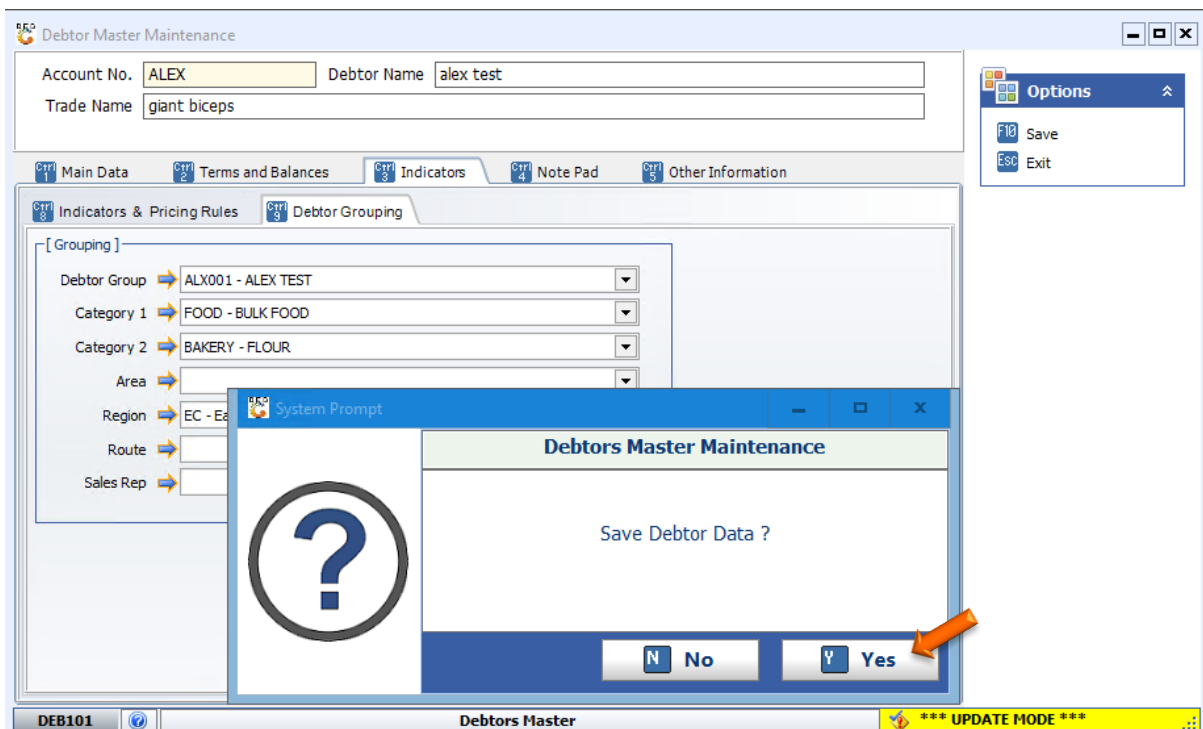 Debtor Master Maintenance
Account No. ALEX Debtor Name alex test
Trade Name giant biceps
Options
F10 Save
Esc Exit
Ctrl 1 Main Data Ctrl 2 Terms and Balances Ctrl 3 Indicators Ctrl 4 Note Pad Ctrl 5 Other Information
Ctrl 8 Indicators & Pricing Rules Ctrl 9 Debtor Grouping
[ Grouping ]
Debtor Group ALX001 - ALEX TEST
Category 1 FOOD - BULK FOOD
Category 2 BAKERY - FLOUR
Area
Region EC - Ea
Route
Sales Rep
System Prompt
Debtors Master Maintenance
Save Debtor Data ?
N No Y Yes
DEB101 Debtors Master *** UPDATE MODE ***